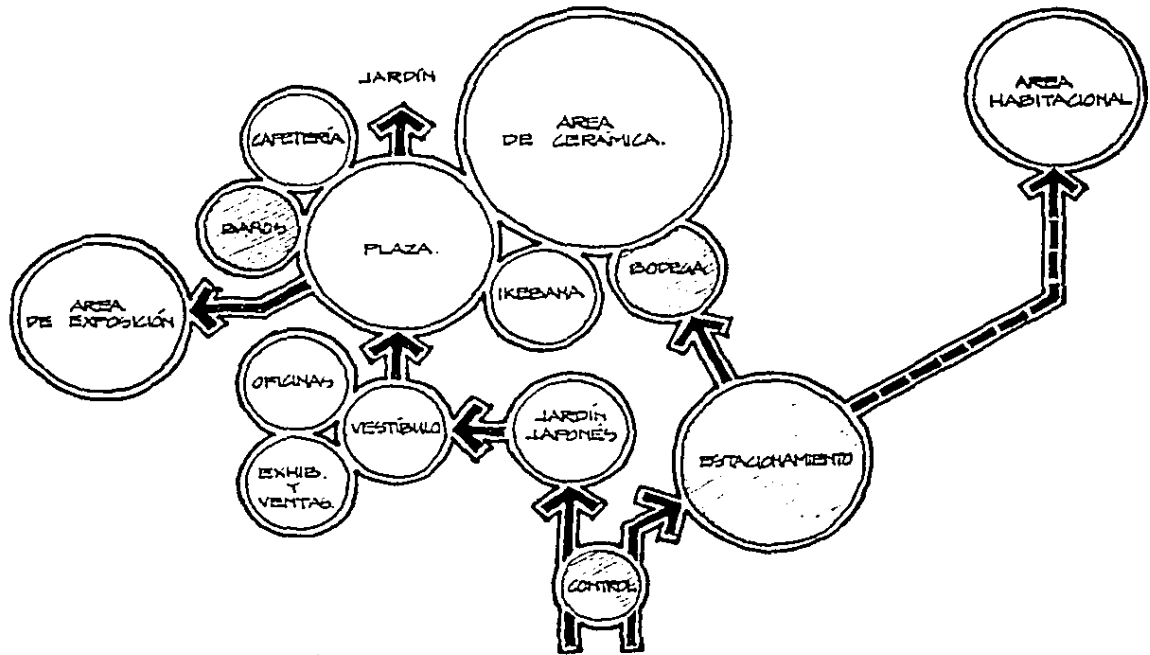 JARDÍN
AREA
HABITACIONAL
CAFETERÍA
AREA
DE CERÁMICA.
BAÑOS
PLAZA.
BODEGA
IKEBANA
AREA
DE EXPOSICIÓN
OFICINAS
VESTÍBULO
JARDÍN
JAPONÉS
ESTACIONAMIENTO
EXHIB.
Y
VENTAS.
CONTROL